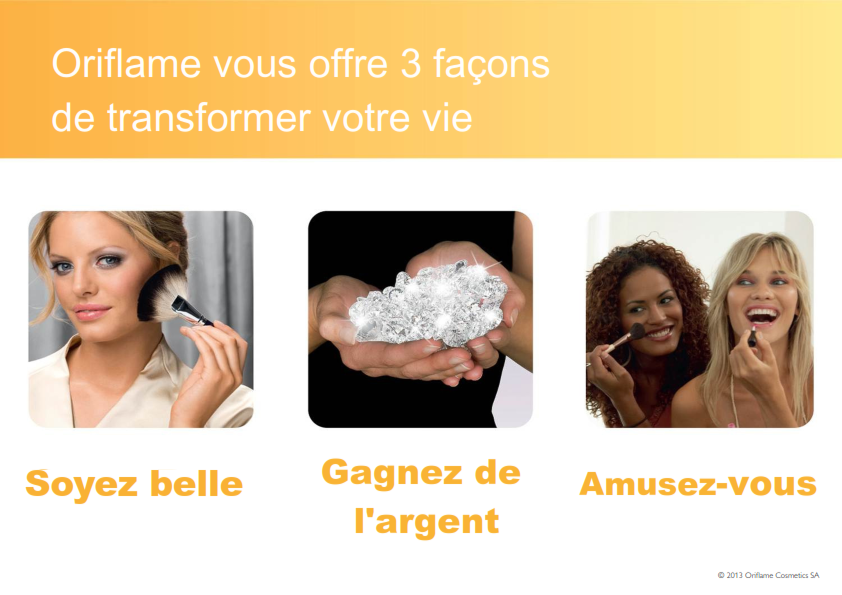 Oriflame vous offre 3 façons
de transformer votre vie
Soyez belle
Gagnez de
l'argent
Amusez-vous
© 2013 Oriflame Cosmetics SA